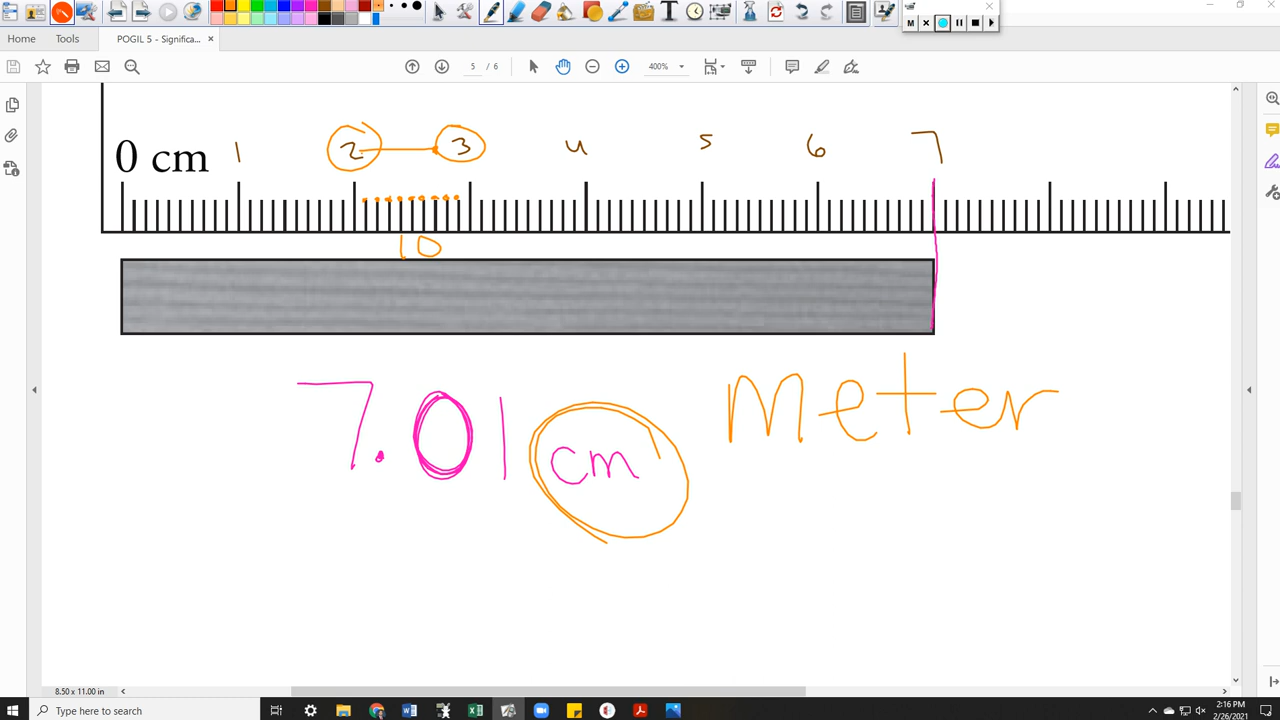 M
Home Tools POGIL 5 - Significa... ×
5 / 6 400%
0 cm 1 2 3 4 5 6 7
10
7.01 cm meter
8.50 x 11.00 in
Type here to search
2:16 PM
2/26/2021